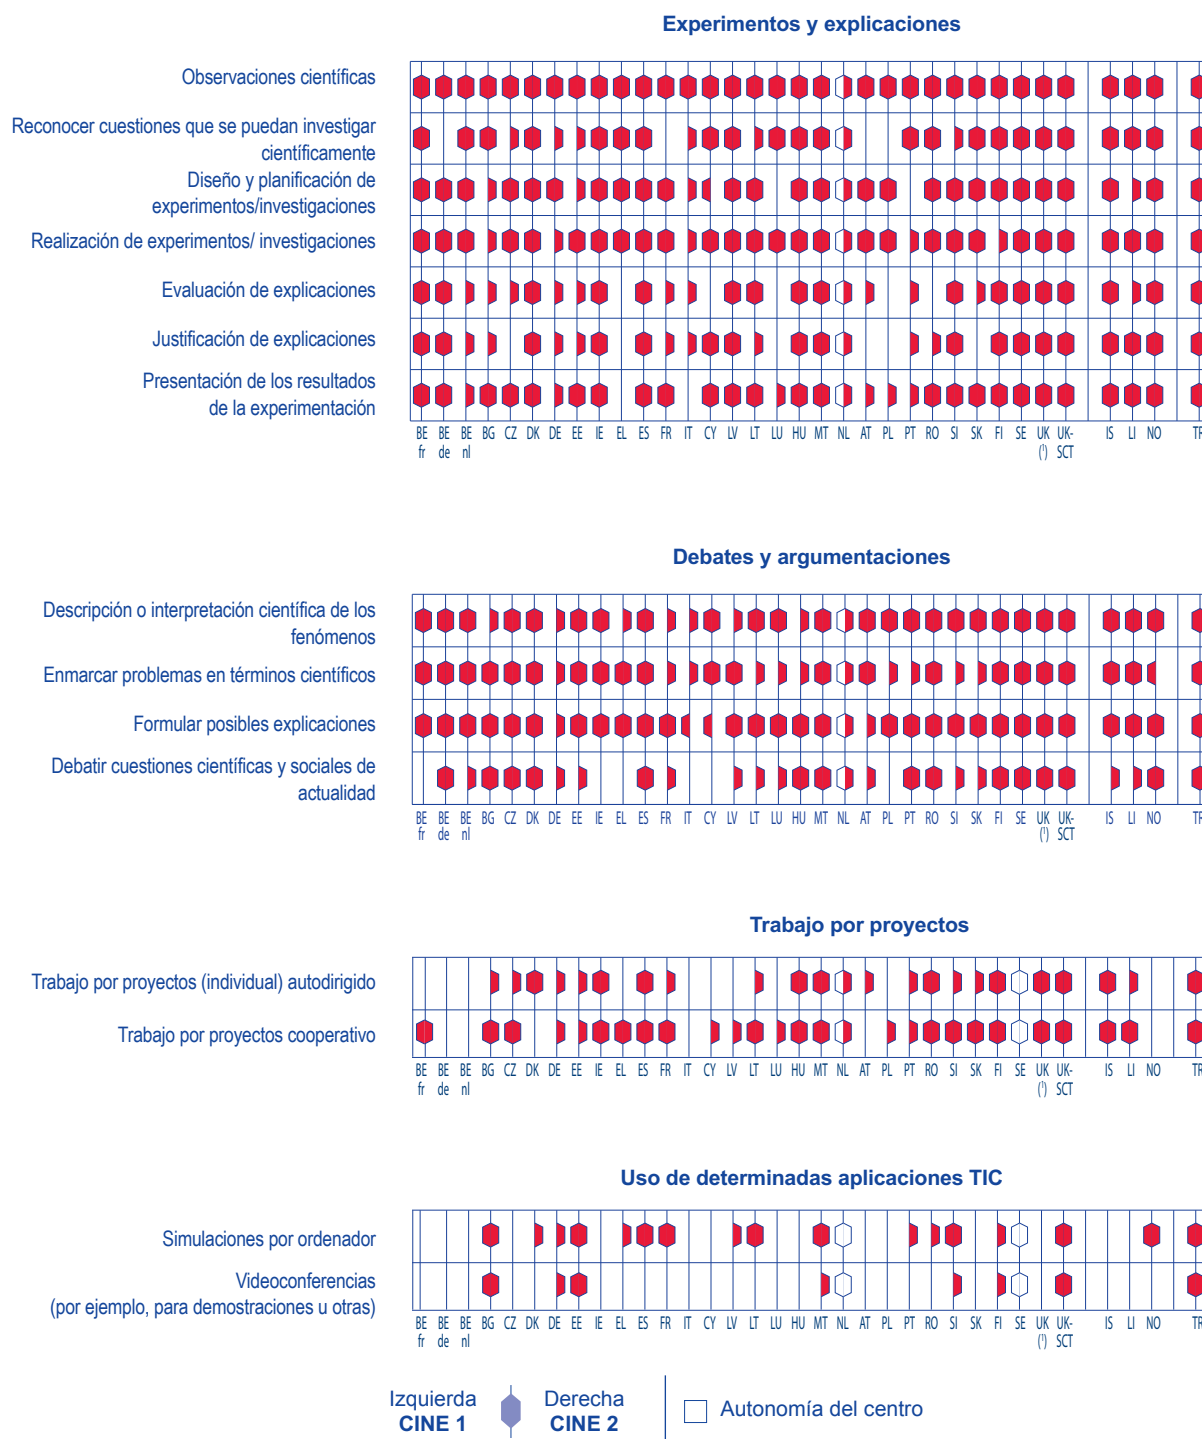 Experimentos y explicaciones
Observaciones científicas
Reconocer cuestiones que se puedan investigar
científicamente
Diseño y planificación de
experimentos/investigaciones
Realización de experimentos/ investigaciones
Evaluación de explicaciones
Justificación de explicaciones
Presentación de los resultados
de la experimentación
BE BE BE BG CZ DK DE EE IE EL ES FR IT CY LV LT LU HU MT NL AT PL PT RO SI SK FI SE UK UK- IS LI NO TR
fr de nl (¹) SCT
Debates y argumentaciones
Descripción o interpretación científica de los
fenómenos
Enmarcar problemas en términos científicos
Formular posibles explicaciones
Debatir cuestiones científicas y sociales de
actualidad
BE BE BE BG CZ DK DE EE IE EL ES FR IT CY LV LT LU HU MT NL AT PL PT RO SI SK FI SE UK UK- IS LI NO TR
fr de nl (¹) SCT
Trabajo por proyectos
Trabajo por proyectos (individual) autodirigido
Trabajo por proyectos cooperativo
BE BE BE BG CZ DK DE EE IE EL ES FR IT CY LV LT LU HU MT NL AT PL PT RO SI SK FI SE UK UK- IS LI NO TR
fr de nl (¹) SCT
Uso de determinadas aplicaciones TIC
Simulaciones por ordenador
Videoconferencias
(por ejemplo, para demostraciones u otras)
BE BE BE BG CZ DK DE EE IE EL ES FR IT CY LV LT LU HU MT NL AT PL PT RO SI SK FI SE UK UK- IS LI NO TR
fr de nl (¹) SCT
Izquierda Derecha
CINE 1 CINE 2
Autonomía del centro